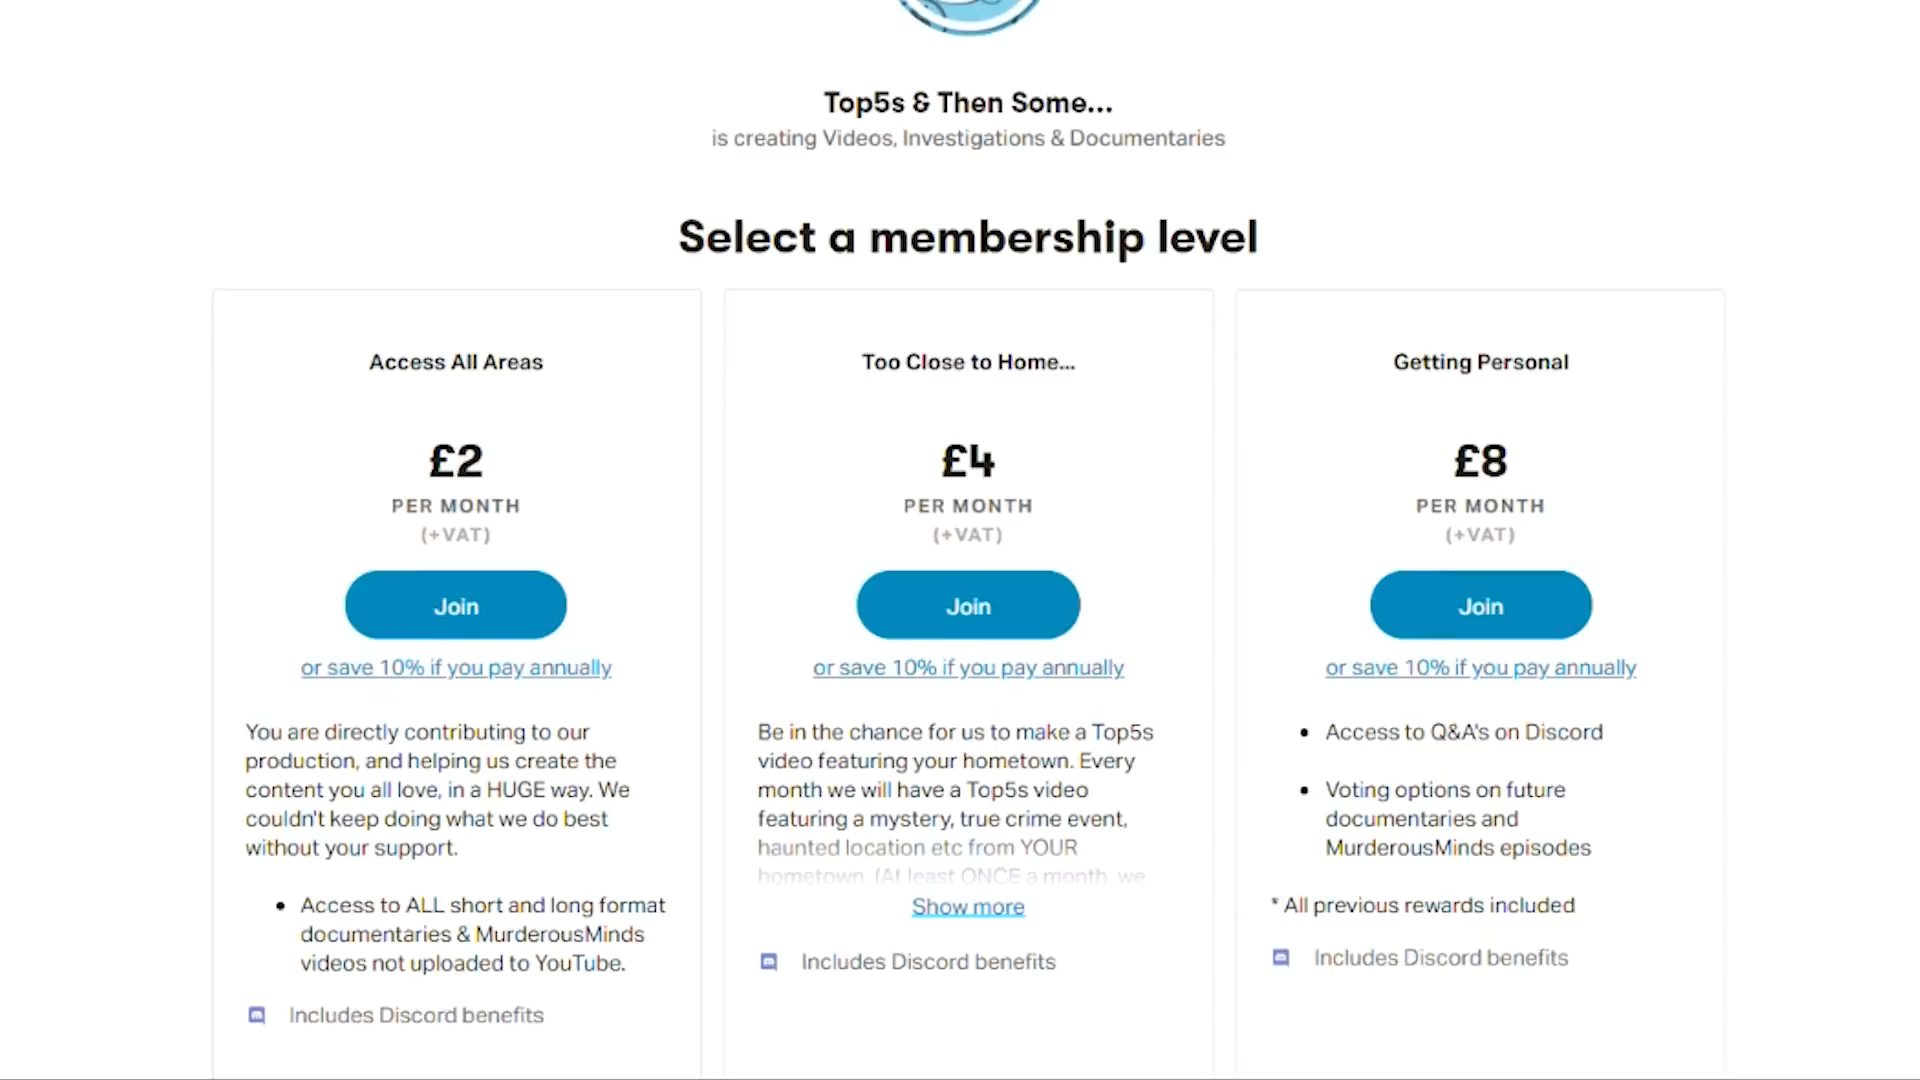 Top5s & Then Some...
is creating Videos, Investigations & Documentaries
Select a membership level
Access All Areas
£2
PER MONTH
(+VAT)
Join
or save 10% if you pay annually
You are directly contributing to our
production, and helping us create the
content you all love, in a HUGE way. We
couldn't keep doing what we do best
without your support.
• Access to ALL short and long format
documentaries & MurderousMinds
videos not uploaded to YouTube.
Includes Discord benefits
Too Close to Home...
£4
PER MONTH
(+VAT)
Join
or save 10% if you pay annually
Be in the chance for us to make a Top5s
video featuring your hometown. Every
month we will have a Top5s video
featuring a mystery, true crime event,
haunted location etc from YOUR
hometown. (At least ONCE a month, we
Show more
Includes Discord benefits
Getting Personal
£8
PER MONTH
(+VAT)
Join
or save 10% if you pay annually
• Access to Q&A's on Discord
• Voting options on future
documentaries and
MurderousMinds episodes
* All previous rewards included
Includes Discord benefits